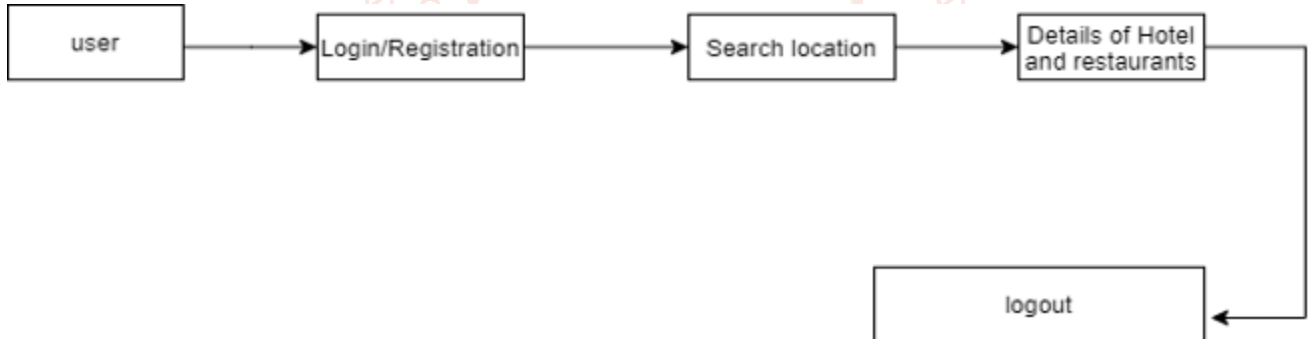 user
Login/Registration
Search location
Details of Hotel
and restaurants
logout